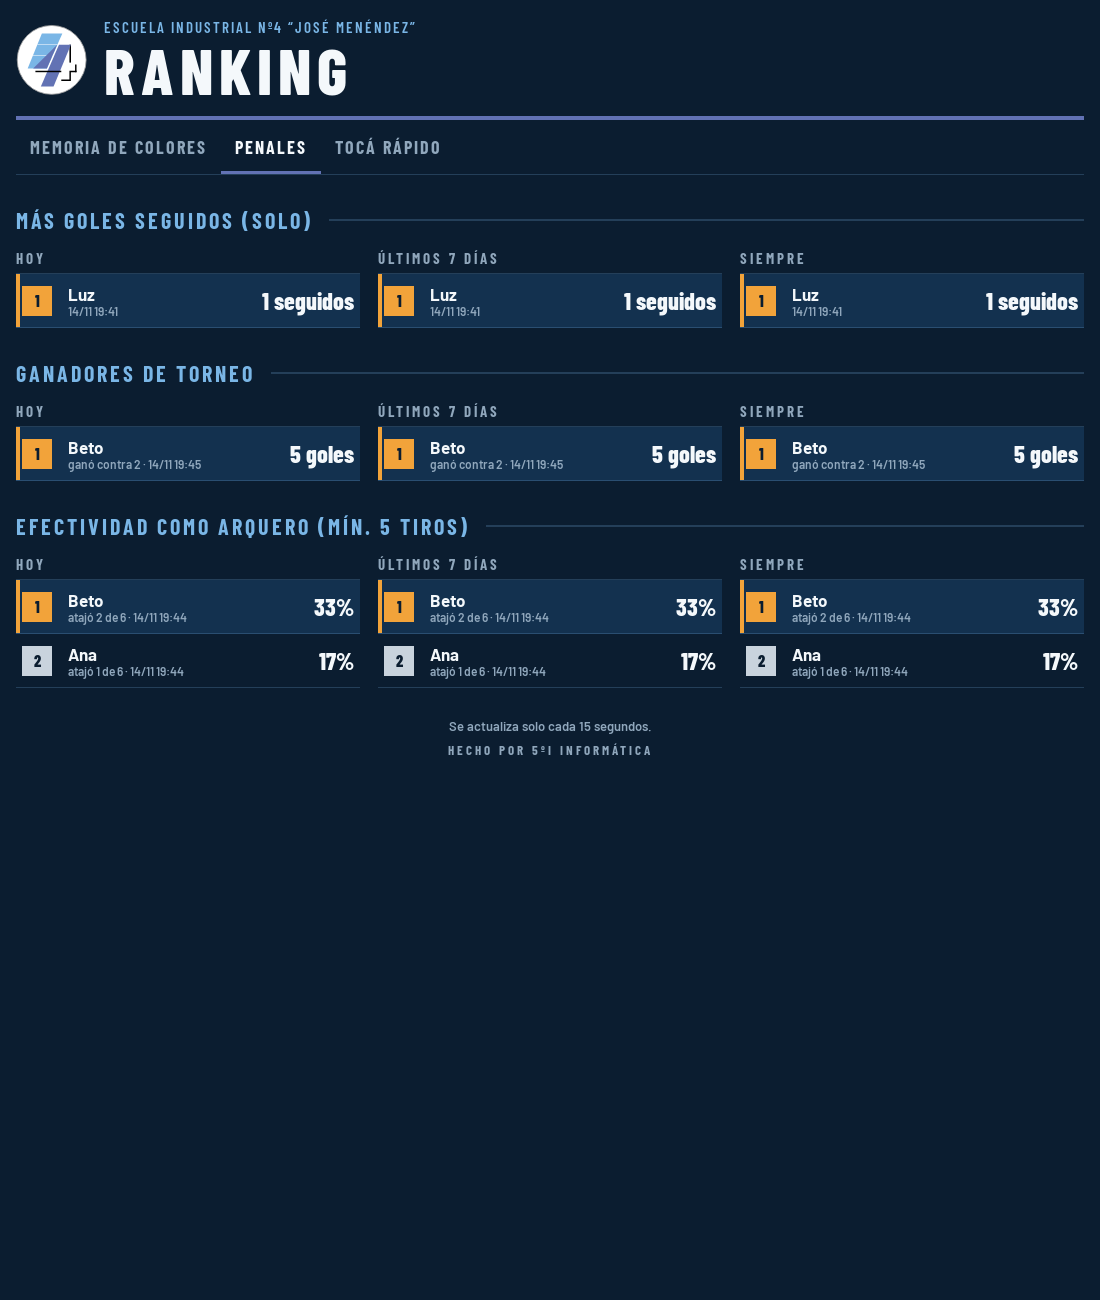 ESCUELA INDUSTRIAL Nº4 “JOSÉ MENÉNDEZ”
RANKING
MEMORIA DE COLORES PENALES TOCÁ RÁPIDO
MÁS GOLES SEGUIDOS (SOLO)
HOY
1 Luz 1 seguidos
14/11 19:41
ÚLTIMOS 7 DÍAS
1 Luz 1 seguidos
14/11 19:41
SIEMPRE
1 Luz 1 seguidos
14/11 19:41
GANADORES DE TORNEO
HOY
1 Beto 5 goles
ganó contra 2 · 14/11 19:45
ÚLTIMOS 7 DÍAS
1 Beto 5 goles
ganó contra 2 · 14/11 19:45
SIEMPRE
1 Beto 5 goles
ganó contra 2 · 14/11 19:45
EFECTIVIDAD COMO ARQUERO (MÍN. 5 TIROS)
HOY
1 Beto 33%
atajó 2 de 6 · 14/11 19:44
2 Ana 17%
atajó 1 de 6 · 14/11 19:44
ÚLTIMOS 7 DÍAS
1 Beto 33%
atajó 2 de 6 · 14/11 19:44
2 Ana 17%
atajó 1 de 6 · 14/11 19:44
SIEMPRE
1 Beto 33%
atajó 2 de 6 · 14/11 19:44
2 Ana 17%
atajó 1 de 6 · 14/11 19:44
Se actualiza solo cada 15 segundos.
HECHO POR 5ºI INFORMÁTICA